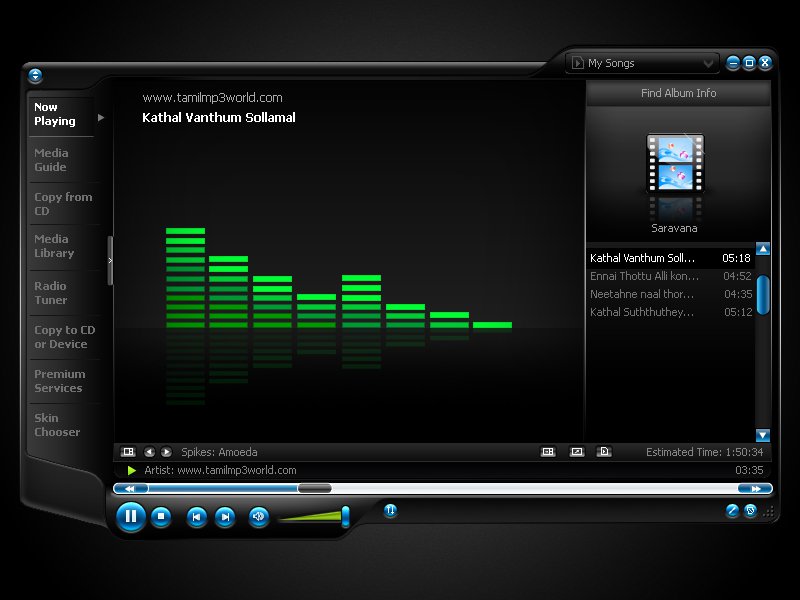 My Songs
www.tamilmp3world.com
Kathal Vanthum Sollamal
Find Album Info
Now
Playing
Media
Guide
Copy from
CD
Media
Library
Radio
Tuner
Copy to CD
or Device
Premium
Services
Skin
Chooser
Saravana
Kathal Vanthum Soll... 05:18
Ennai Thottu Alli kon... 04:52
Neetahne naal thor... 04:35
Kathal Suththuthey... 05:12
Spikes: Amoeda
Estimated Time: 1:50:34
Artist: www.tamilmp3world.com
03:35